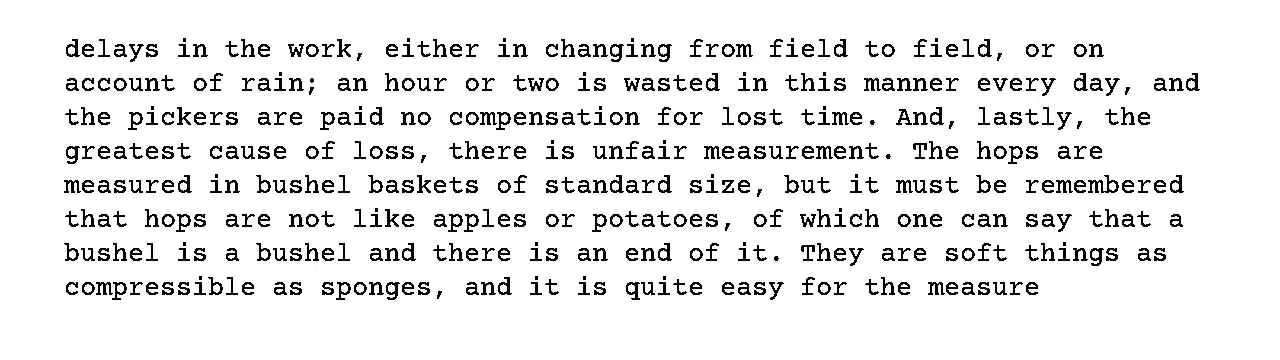 delays in the work, either in changing from field to field, or on
account of rain; an hour or two is wasted in this manner every day, and
the pickers are paid no compensation for lost time. And, lastly, the
greatest cause of loss, there is unfair measurement. The hops are
measured in bushel baskets of standard size, but it must be remembered
that hops are not like apples or potatoes, of which one can say that a
bushel is a bushel and there is an end of it. They are soft things as
compressible as sponges, and it is quite easy for the measure